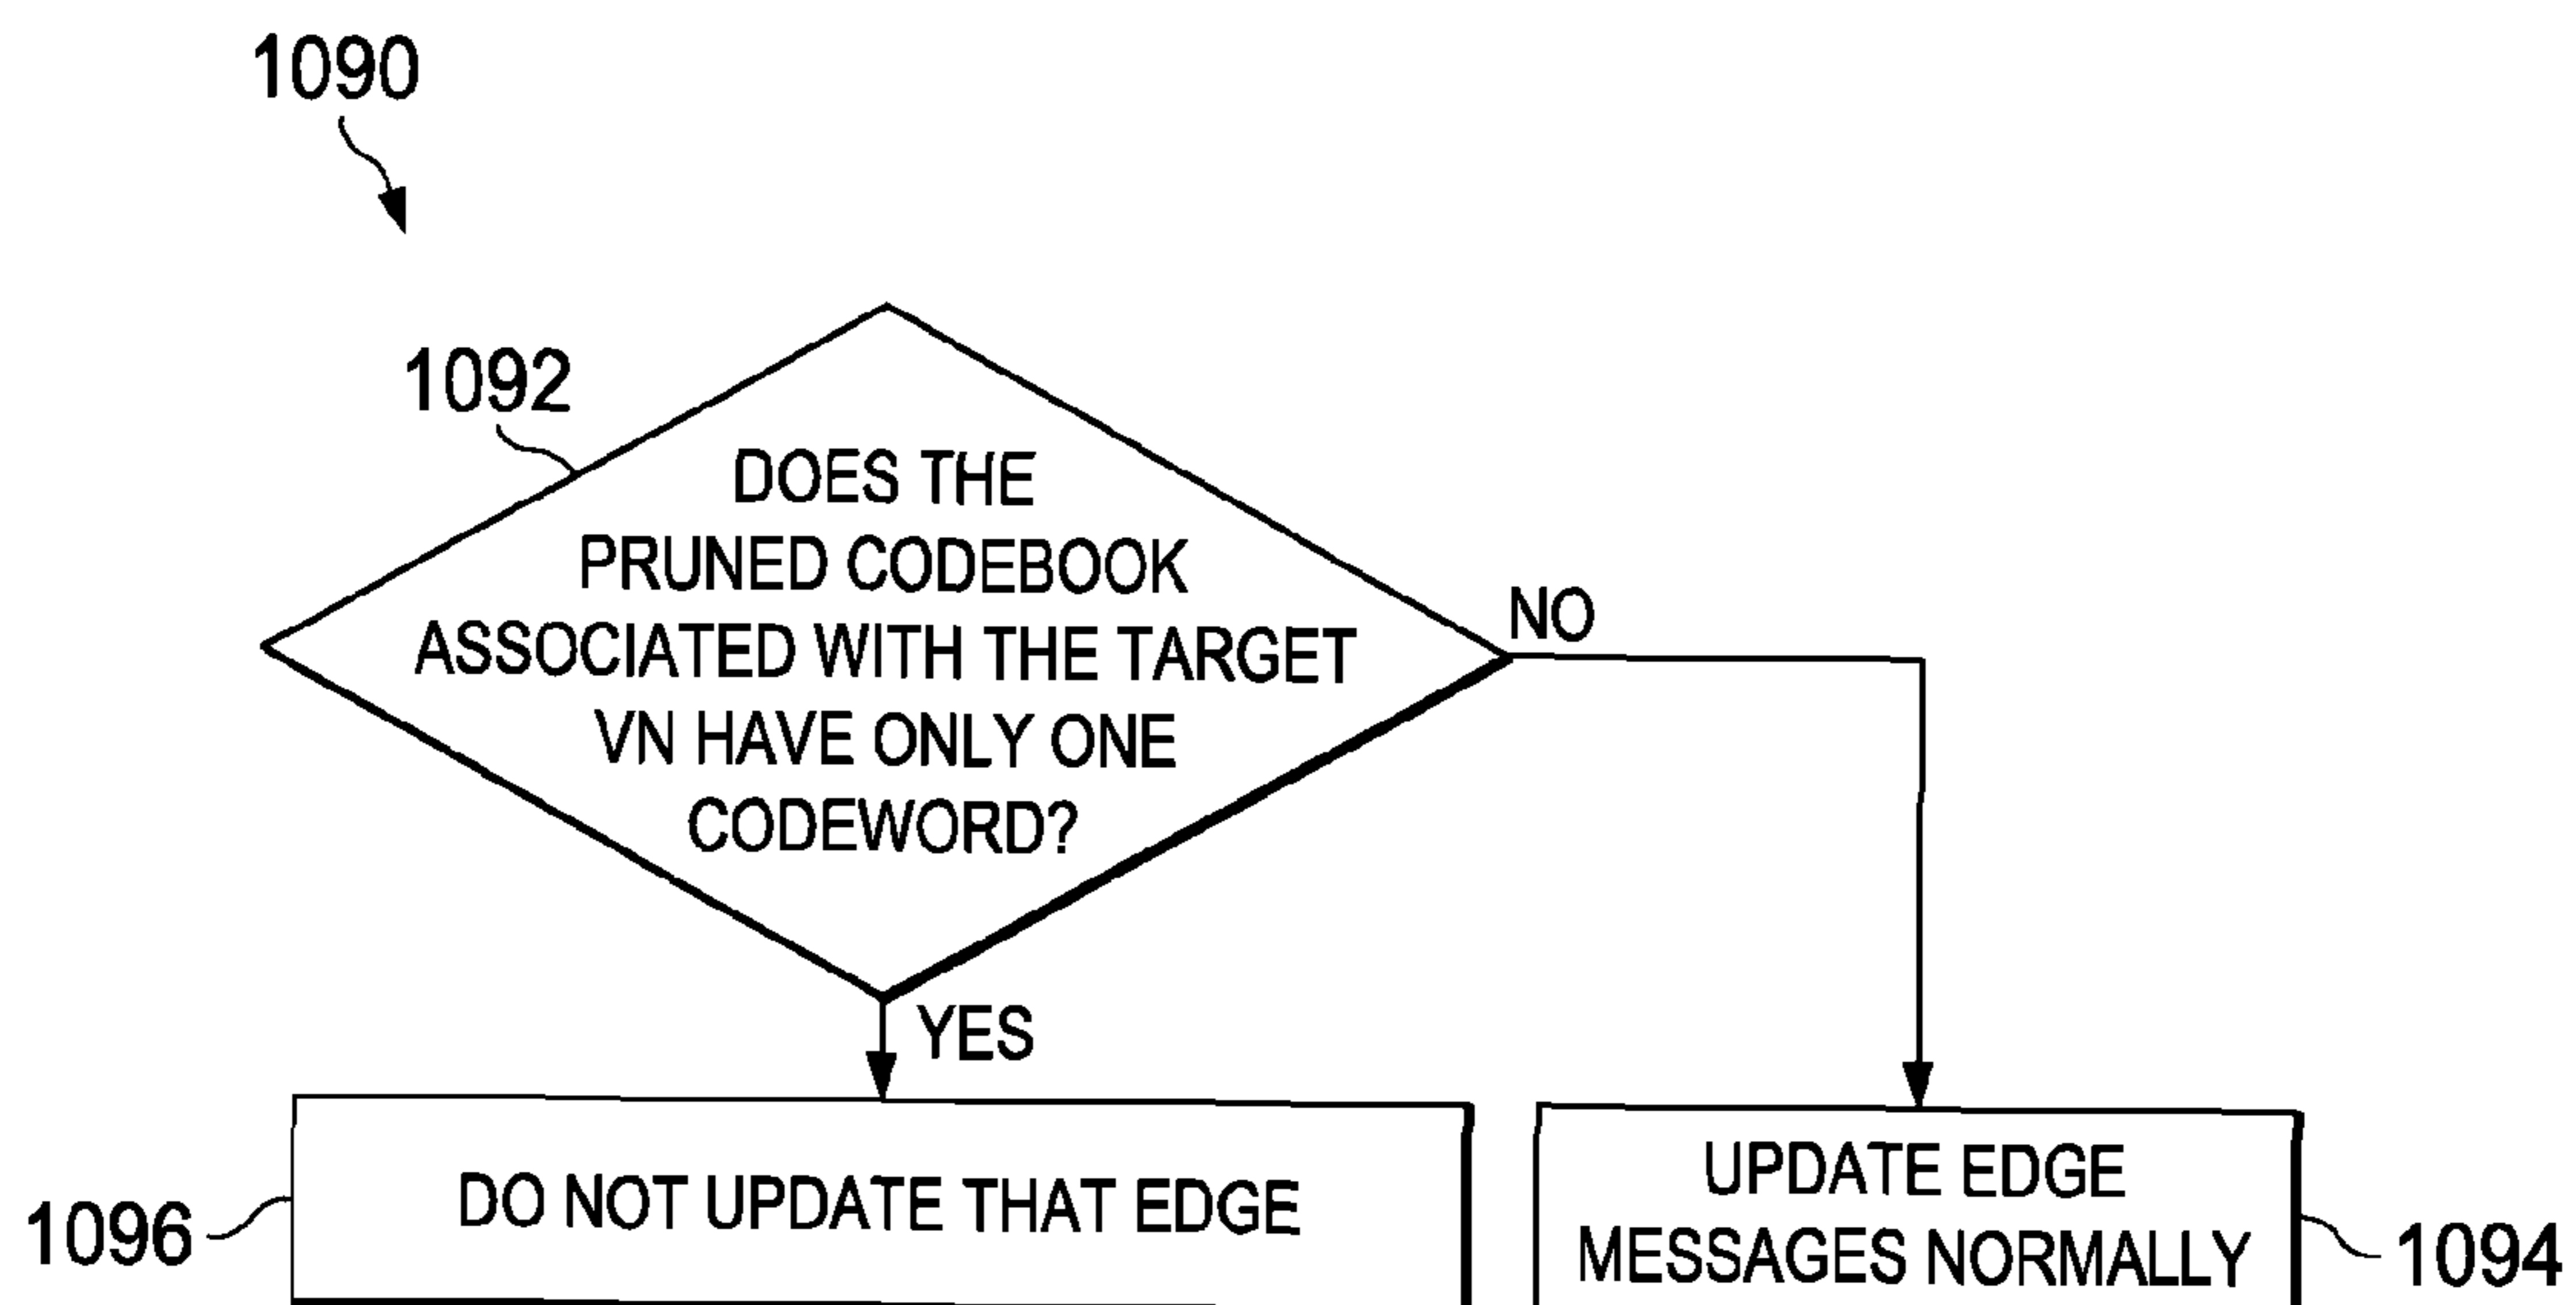 1090
1092
DOES THE
PRUNED CODEBOOK
ASSOCIATED WITH THE TARGET
VN HAVE ONLY ONE
CODEWORD?
NO
YES
1096
DO NOT UPDATE THAT EDGE
UPDATE EDGE
MESSAGES NORMALLY
1094